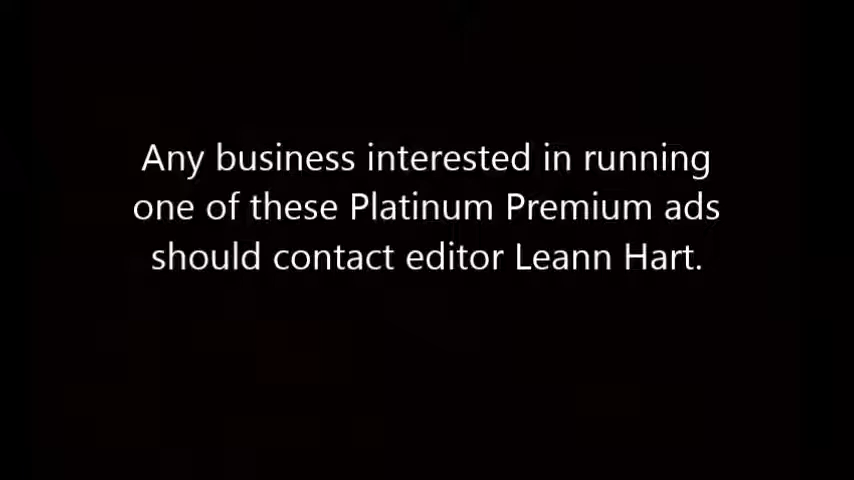 Any business interested in running
one of these Platinum Premium ads
should contact editor Leann Hart.